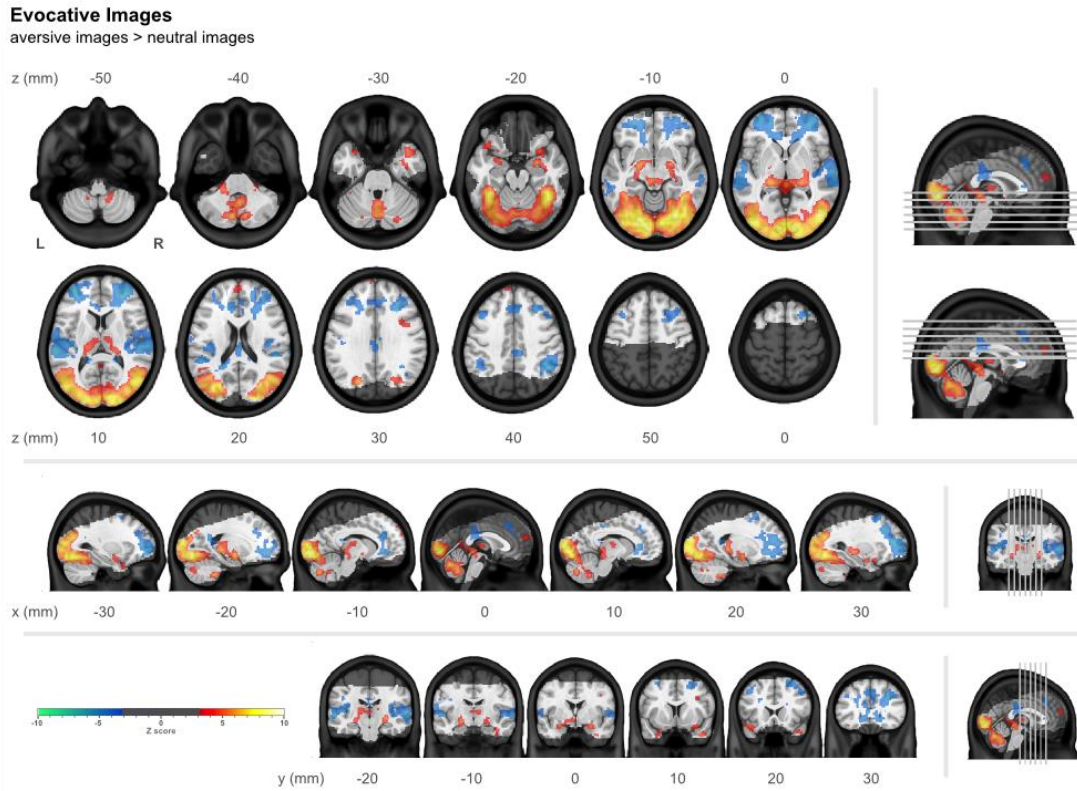 Evocative Images
aversive images > neutral images
z (mm) -50 -40 -30 -20 -10 0
L R
z (mm) 10 20 30 40 50 0
x (mm) -30 -20 -10 0 10 20 30
-10 -5 0 5 10
Z score
y (mm) -20 -10 0 10 20 30